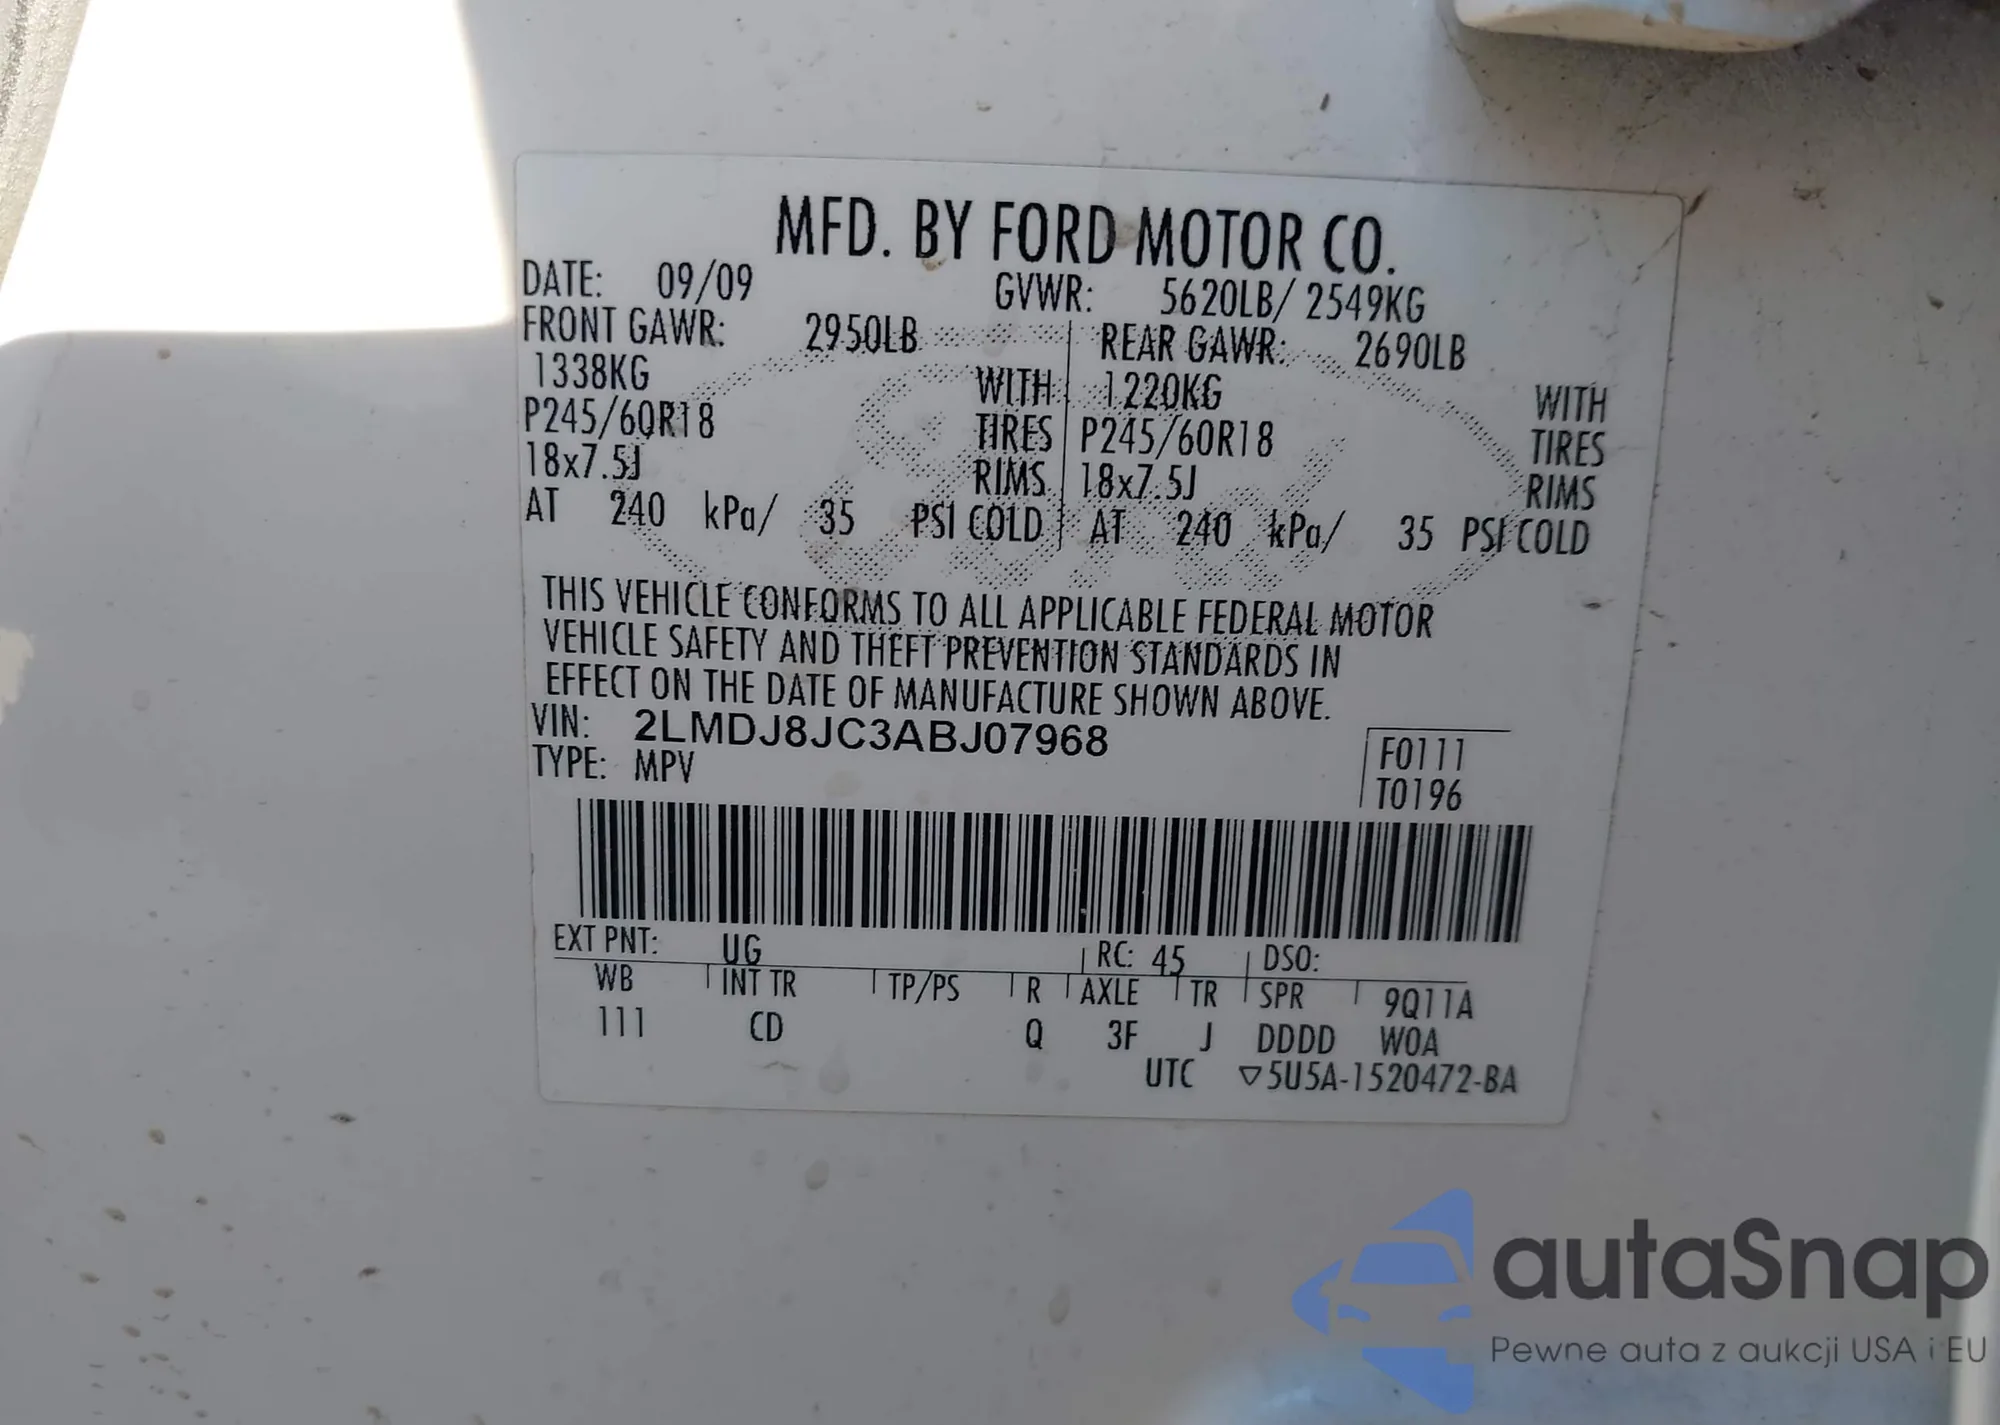 MFD. BY FORD MOTOR CO.
DATE: 09/09 GVWR: 5620LB/ 2549KG
FRONT GAWR: 2950LB REAR GAWR: 2690LB
1338KG WITH 1220KG WITH
P245/60R18 TIRES P245/60R18 TIRES
18x7.5J RIMS 18x7.5J RIMS
AT 240 kPa/ 35 PSI COLD AT 240 kPa/ 35 PSI COLD
THIS VEHICLE CONFORMS TO ALL APPLICABLE FEDERAL MOTOR
VEHICLE SAFETY AND THEFT PREVENTION STANDARDS IN
EFFECT ON THE DATE OF MANUFACTURE SHOWN ABOVE.
VIN: 2LMDJ8JC3ABJ07968
TYPE: MPV
F0111
T0196
EXT PNT: UG RC: 45 DSO:
WB INT TR TP/PS R AXLE TR SPR 9Q11A
111 CD Q 3F J DDDD WOA
UTC ▽5U5A-1520472-BA
autaSnap
Pewne auta z aukcji USA i EU